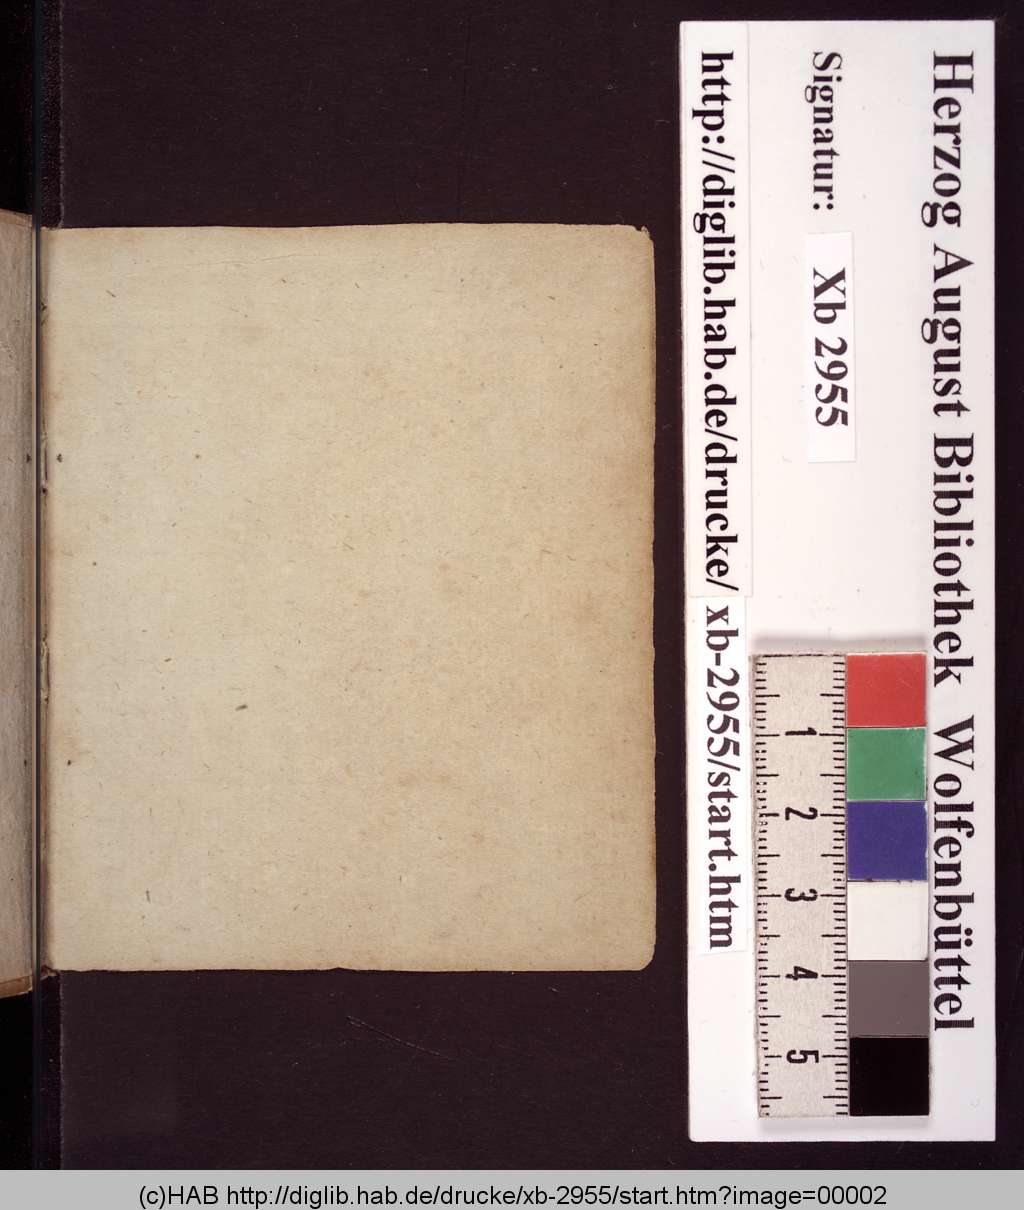 Herzog August Bibliothek Wolfenbüttel
Signatur: Xb 2955
http://diglib.hab.de/drucke/ xb-2955/start.htm
1
2
3
4
5
(c)HAB http://diglib.hab.de/drucke/xb-2955/start.htm?image=00002